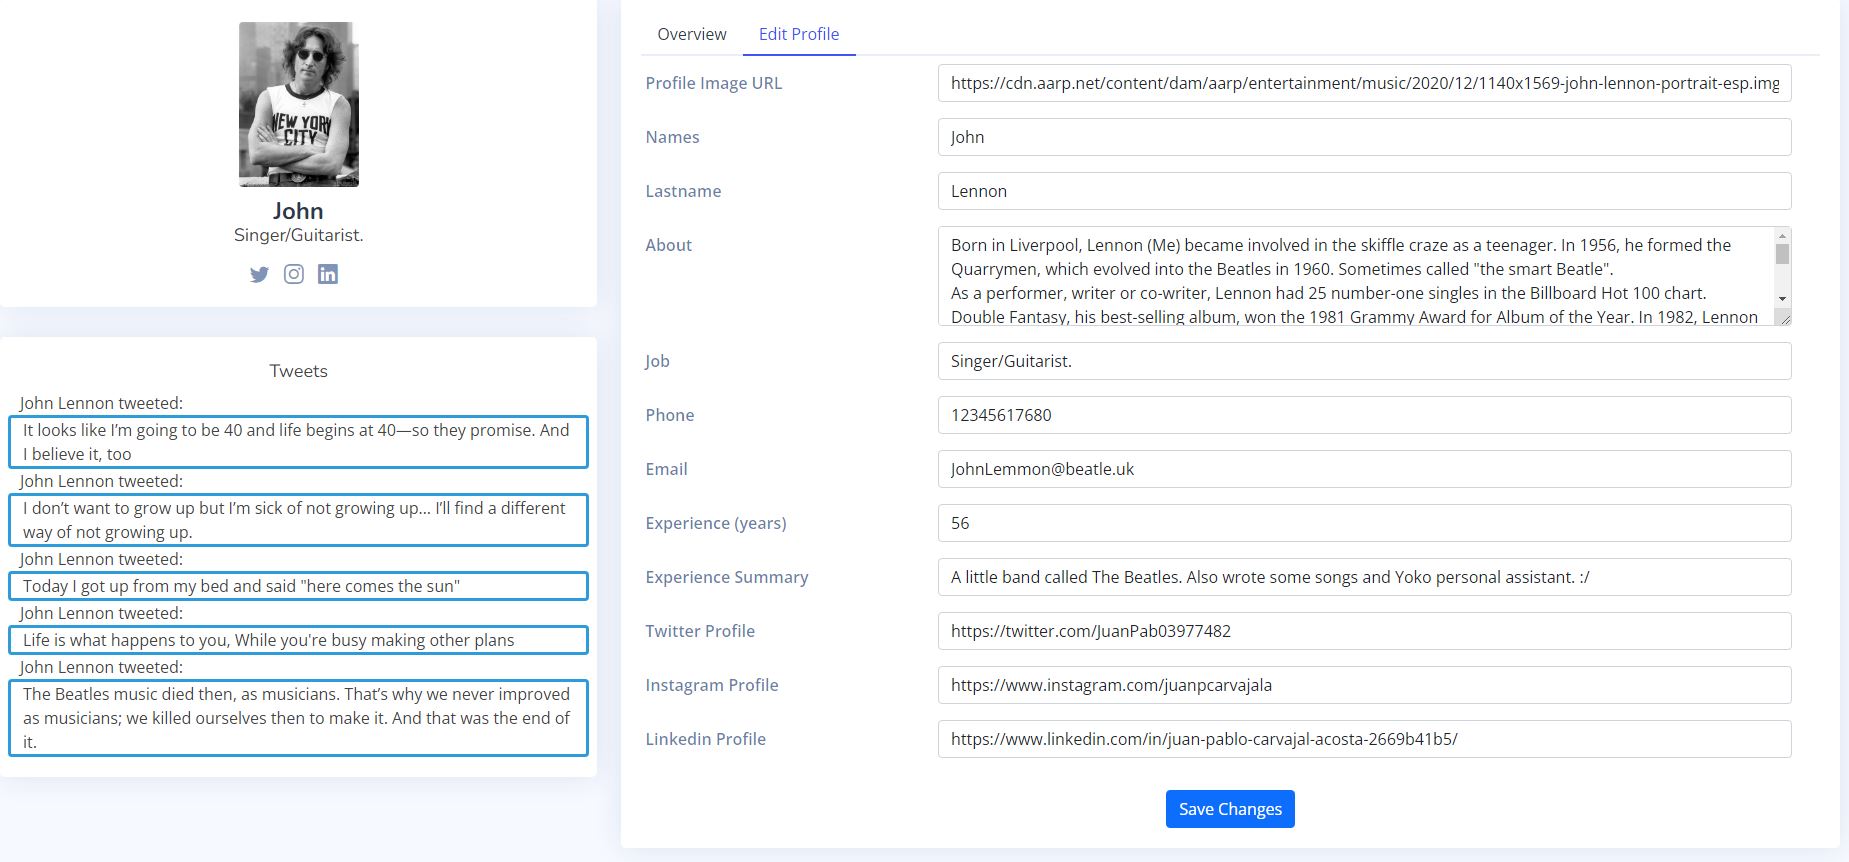 NEW YORK
CITY
John
Singer/Guitarist.
Tweets
John Lennon tweeted:
It looks like I’m going to be 40 and life begins at 40—so they promise. And
I believe it, too
John Lennon tweeted:
I don’t want to grow up but I’m sick of not growing up… I’ll find a different
way of not growing up.
John Lennon tweeted:
Today I got up from my bed and said "here comes the sun"
John Lennon tweeted:
Life is what happens to you, While you're busy making other plans
John Lennon tweeted:
The Beatles music died then, as musicians. That’s why we never improved
as musicians; we killed ourselves then to make it. And that was the end of
it.
Overview Edit Profile
Profile Image URL https://cdn.aarp.net/content/dam/aarp/entertainment/music/2020/12/1140x1569-john-lennon-portrait-esp.img
Names John
Lastname Lennon
About Born in Liverpool, Lennon (Me) became involved in the skiffle craze as a teenager. In 1956, he formed the
Quarrymen, which evolved into the Beatles in 1960. Sometimes called "the smart Beatle".
As a performer, writer or co-writer, Lennon had 25 number-one singles in the Billboard Hot 100 chart.
Double Fantasy, his best-selling album, won the 1981 Grammy Award for Album of the Year. In 1982, Lennon
Job Singer/Guitarist.
Phone 12345617680
Email JohnLemmon@beatle.uk
Experience (years) 56
Experience Summary A little band called The Beatles. Also wrote some songs and Yoko personal assistant. :/
Twitter Profile https://twitter.com/JuanPab03977482
Instagram Profile https://www.instagram.com/juanpcarvajala
Linkedin Profile https://www.linkedin.com/in/juan-pablo-carvajal-acosta-2669b41b5/
Save Changes